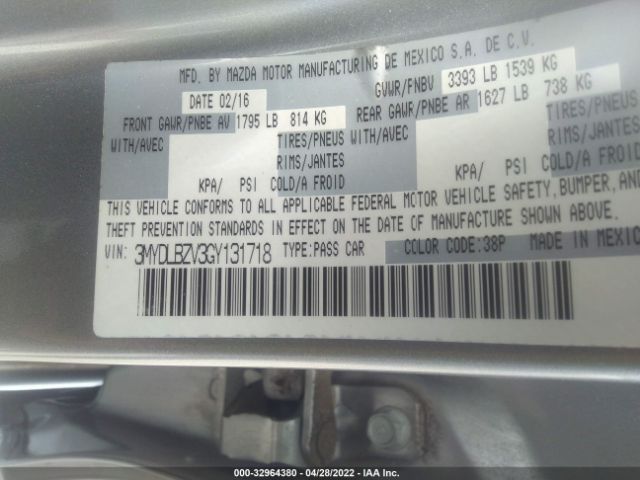 MFD. BY MAZDA MOTOR MANUFACTURING DE MEXICO S.A. DE C.V.
DATE 02/16 GVWR/PNBV 3393 LB 1539 KG
FRONT GAWR/PNBE AV 1795 LB 814 KG REAR GAWR/PNBE AR 1627 LB 738 KG
WITH/AVEC TIRES/PNEUS WITH/AVEC TIRES/PNEUS
RIMS/JANTES RIMS/JANTES
KPA/ PSI COLD/A FROID KPA/ PSI COLD/A FROID
THIS VEHICLE CONFORMS TO ALL APPLICABLE FEDERAL MOTOR VEHICLE SAFETY, BUMPER, AND
THEFT PREVENTION STANDARDS IN EFFECT ON THE DATE OF MANUFACTURE SHOWN ABOVE.
VIN: 3MYDLBZV3GY131718 TYPE: PASS CAR COLOR CODE: 38P MADE IN MEXICO
000-32964380 - 04/28/2022 - IAA Inc.